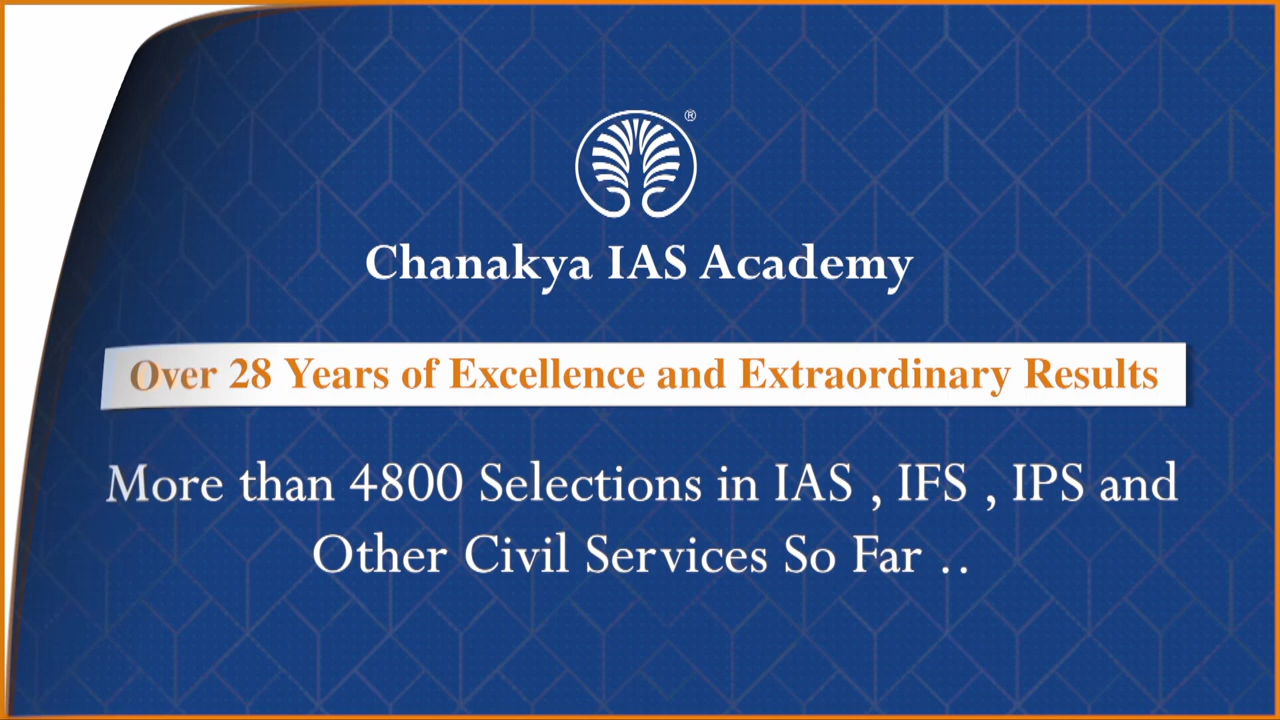 ®
Chanakya IAS Academy
Over 28 Years of Excellence and Extraordinary Results
More than 4800 Selections in IAS , IFS , IPS and
Other Civil Services So Far ..